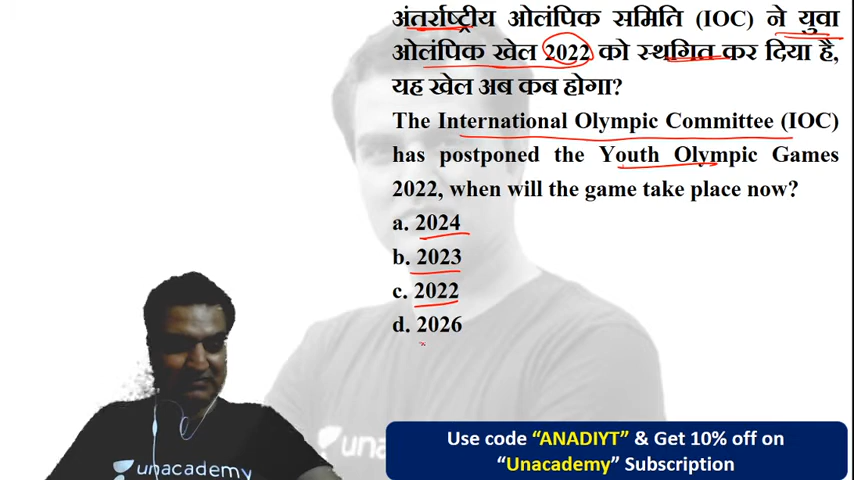 अंतर्राष्ट्रीय ओलंपिक समिति (IOC) ने युवा
ओलंपिक खेल 2022 को स्थगित कर दिया है,
यह खेल अब कब होगा?
The International Olympic Committee (IOC)
has postponed the Youth Olympic Games
2022, when will the game take place now?
a. 2024
b. 2023
c. 2022
d. 2026
unacademy
una
Use code “ANADIYT” & Get 10% off on
“Unacademy” Subscription